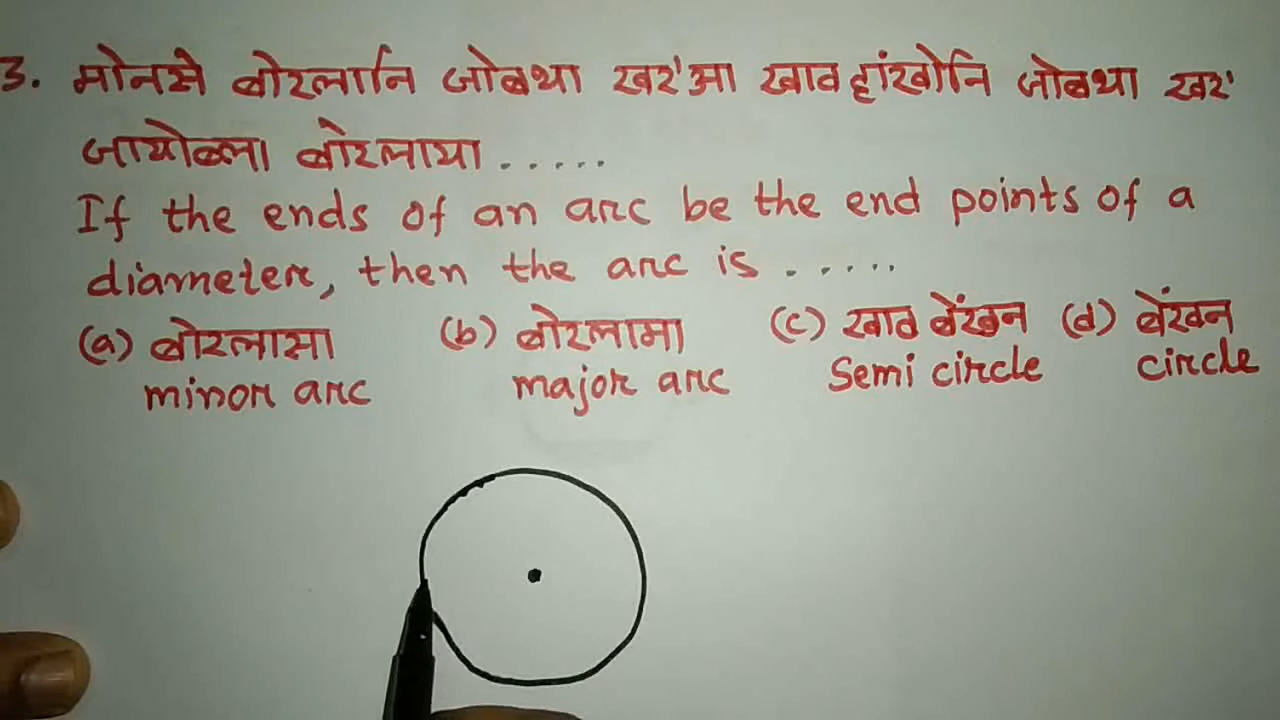 3. मोनसे बोरलानि जोबथा खर'आ खाव हांखोनि जोबथा खर'
जायोब्ला बोरलाया .....
If the ends of an arc be the end points of a
diameter, then the arc is .....
(a) बोरलासा (b) बोरलामा (c) खाव बेंखन (d) बेंखन
minor arc major arc Semi circle circle